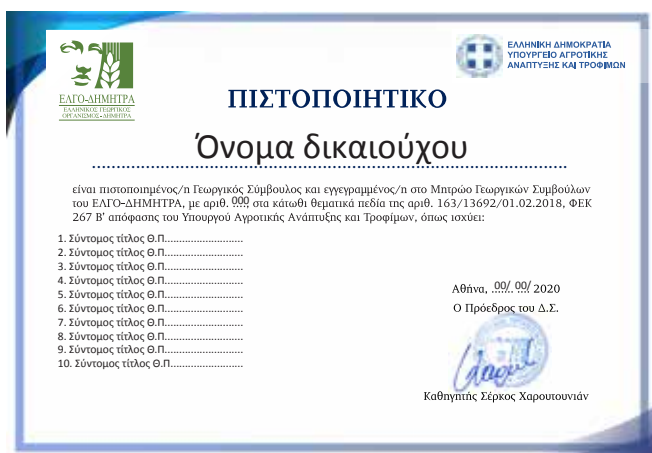 ΕΛΛΗΝΙΚΗ ΔΗΜΟΚΡΑΤΙΑ
ΥΠΟΥΡΓΕΙΟ ΑΓΡΟΤΙΚΗΣ
ΑΝΑΠΤΥΞΗΣ ΚΑΙ ΤΡΟΦΙΜΩΝ
ΕΛΓΟ-ΔΗΜΗΤΡΑ
ΕΛΛΗΝΙΚΟΣ ΓΕΩΡΓΙΚΟΣ
ΟΡΓΑΝΙΣΜΟΣ - ΔΗΜΗΤΡΑ
ΠΙΣΤΟΠΟΙΗΤΙΚΟ
Όνομα δικαιούχου
είναι πιστοποιημένος/η Γεωργικός Σύμβουλος και εγγεγραμμένος/η στο Μητρώο Γεωργικών Συμβούλων
του ΕΛΓΟ-ΔΗΜΗΤΡΑ, με αριθ. 000 στα κάτωθι θεματικά πεδία της αριθ. 163/13692/01.02.2018, ΦΕΚ
267 Β' απόφασης του Υπουργού Αγροτικής Ανάπτυξης και Τροφίμων, όπως ισχύει:
1. Σύντομος τίτλος Θ.Π..........................
2. Σύντομος τίτλος Θ.Π..........................
3. Σύντομος τίτλος Θ.Π..........................
4. Σύντομος τίτλος Θ.Π..........................
5. Σύντομος τίτλος Θ.Π..........................
6. Σύντομος τίτλος Θ.Π..........................
7. Σύντομος τίτλος Θ.Π..........................
8. Σύντομος τίτλος Θ.Π..........................
9. Σύντομος τίτλος Θ.Π..........................
10. Σύντομος τίτλος Θ.Π........................
Αθήνα, 00/ 00/ 2020
Ο Πρόεδρος του Δ.Σ.
Καθηγητής Σέρκος Χαρουτουνιάν